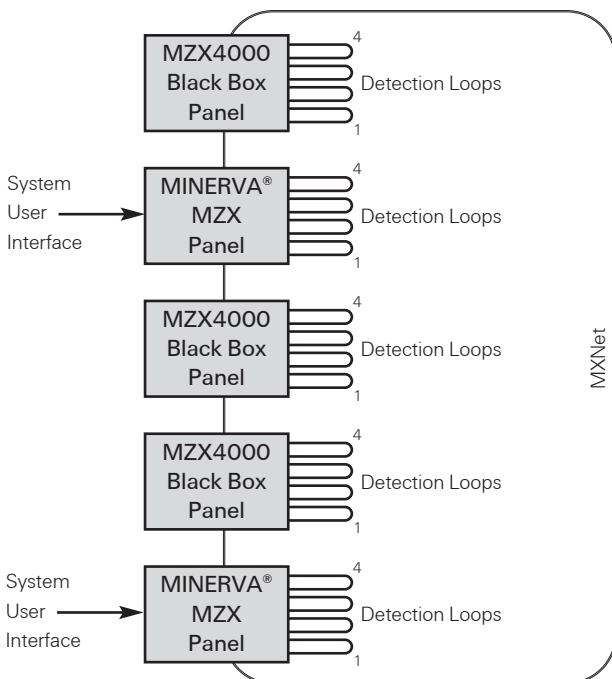 4
MZX4000
Black Box
Panel
Detection Loops
1
4
System
User
Interface
MINERVA®
MZX
Panel
Detection Loops
1
4
MZX4000
Black Box
Panel
Detection Loops
1
MXNet
4
MZX4000
Black Box
Panel
Detection Loops
1
4
System
User
Interface
MINERVA®
MZX
Panel
Detection Loops
1